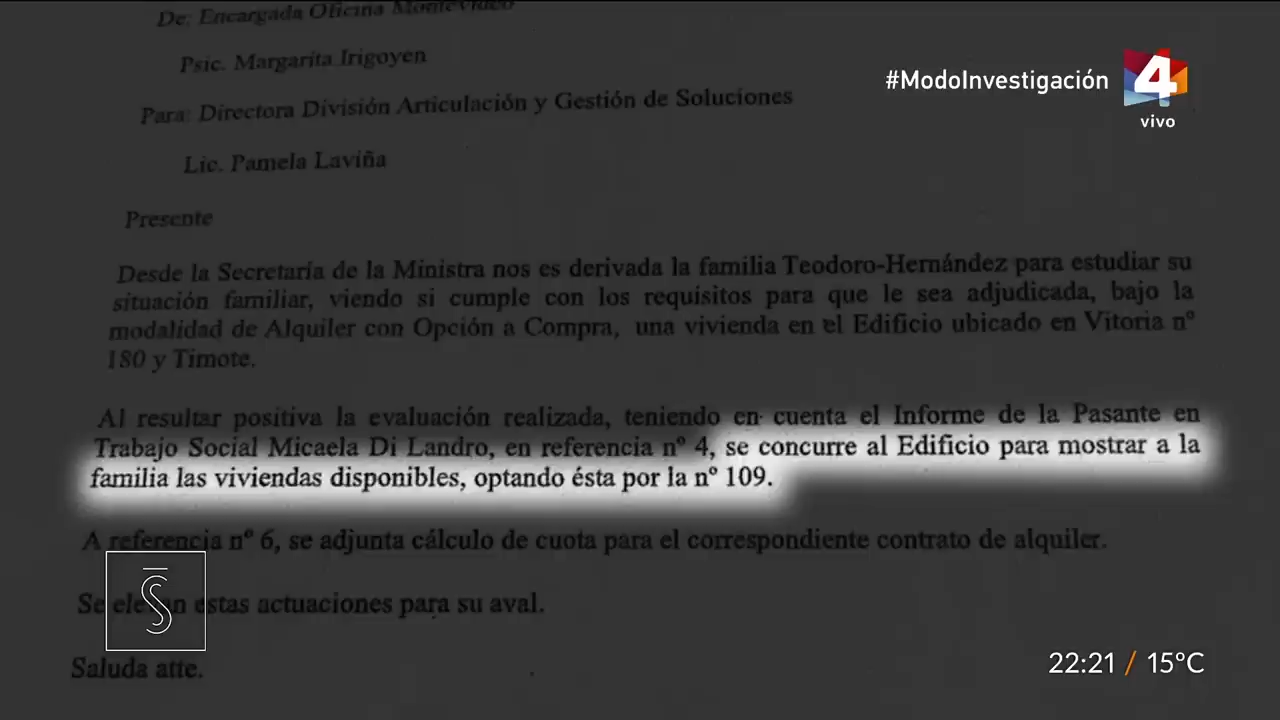 De: Encargada Oficina Montevideo
Psic. Margarita Irigoyen
#ModoInvestigación
4
vivo
Para: Directora División Articulación y Gestión de Soluciones
Lic. Pamela Laviña
Presente
Desde la Secretaría de la Ministra nos es derivada la familia Teodoro-Hernández para estudiar su
situación familiar, viendo si cumple con los requisitos para que le sea adjudicada, bajo la
modalidad de Alquiler con Opción a Compra, una vivienda en el Edificio ubicado en Vitoria nº
180 y Timote.
Al resultar positiva la evaluación realizada, teniendo en cuenta el Informe de la Pasante en
Trabajo Social Micaela Di Landro, en referencia nº 4, se concurre al Edificio para mostrar a la
familia las viviendas disponibles, optando ésta por la nº 109.
A referencia nº 6, se adjunta cálculo de cuota para el correspondiente contrato de alquiler.
Se elevan estas actuaciones para su aval.
Saluda atte.
S
22:21 / 15°C